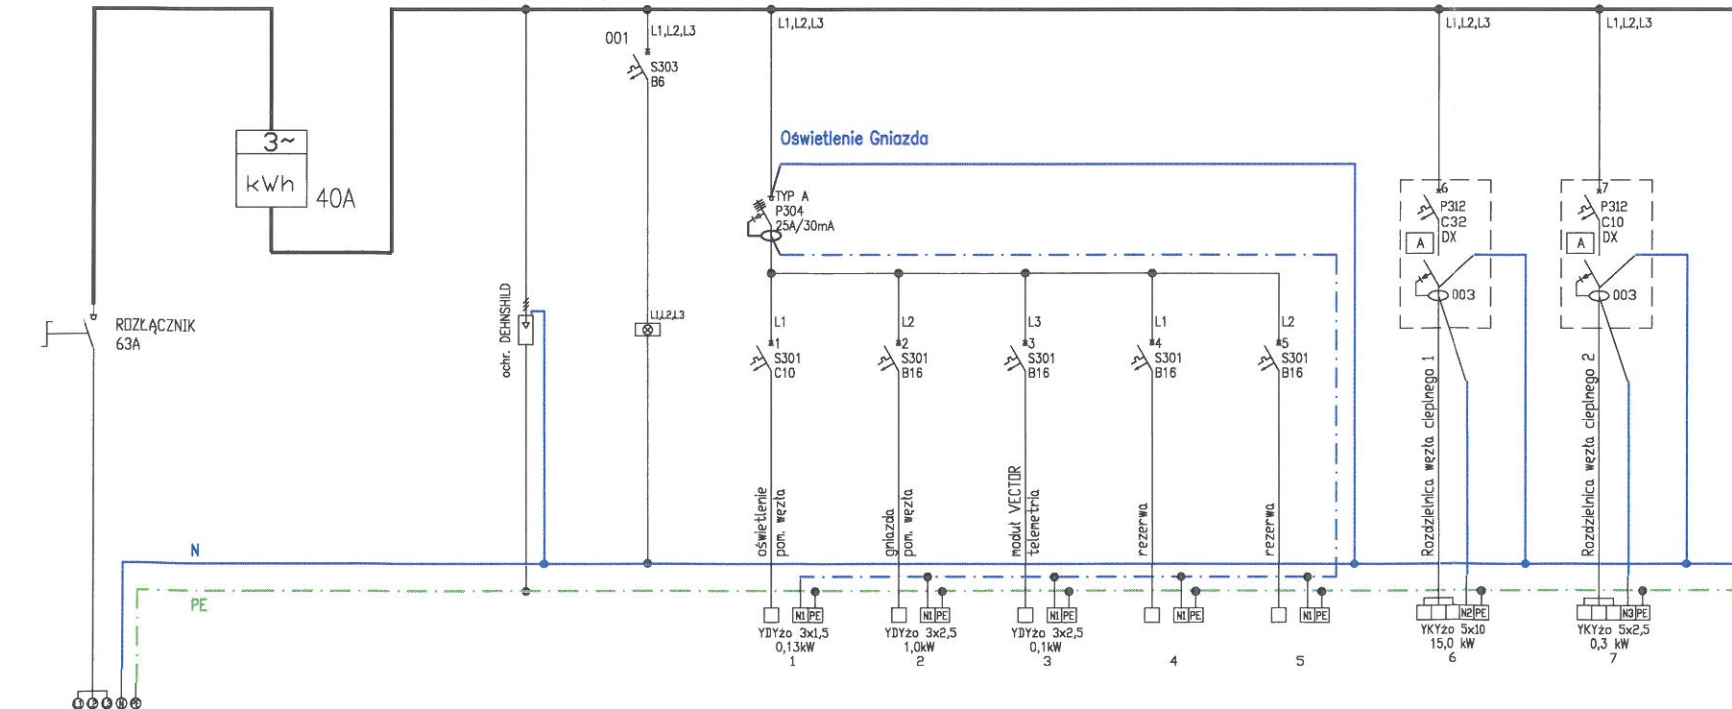 3~
kWh
40A
ROZŁĄCZNIK
63A
ochr. DEHNSHILD
001
L1,L2,L3
S303
B6
L1,L2,L3
L1,L2,L3
Oświetlenie Gniazda
TYP A
P304
25A/30mA
L1
1
S301
C10
oświetlenie
pom. węzła
L2
2
S301
B16
gniazda
pom. węzła
L3
3
S301
B16
moduł VECTOR
telemetria
L1
4
S301
B16
rezerwa
L2
5
S301
B16
rezerwa
L1,L2,L3
6
P312
C32
DX
A
003
Rozdzielnica węzła cieplnego 1
L1,L2,L3
7
P312
C10
DX
A
003
Rozdzielnica węzła cieplnego 2
N
PE
N1 PE
YDYżo 3x1,5
0,13kW
1
N1 PE
YDYżo 3x2,5
1,0kW
2
N1 PE
YDYżo 3x2,5
0,1kW
3
N1 PE
4
N1 PE
5
N2 PE
YKYżo 5x10
15,0 kW
6
N3 PE
YKYżo 5x2,5
0,3 kW
7
L1 L2 L3 N PE